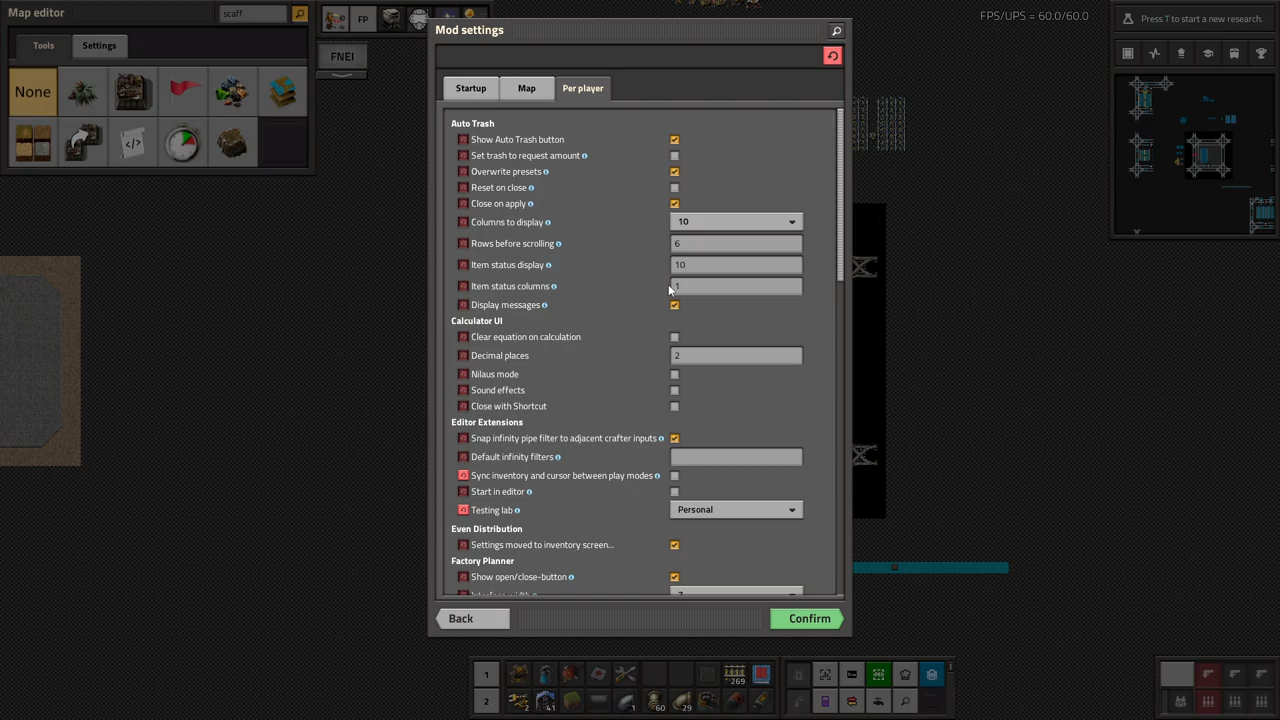 Map editor
scaff
Tools
Settings
None
FP
FNEI
Mod settings
FPS/UPS = 60.0/60.0
Press T to start a new research.
Startup
Map
Per player
Auto Trash
Show Auto Trash button
Set trash to request amount
Overwrite presets
Reset on close
Close on apply
Columns to display
10
Rows before scrolling
6
Item status display
10
Item status columns
1
Display messages
Calculator UI
Clear equation on calculation
Decimal places
2
Nilaus mode
Sound effects
Close with Shortcut
Editor Extensions
Snap infinity pipe filter to adjacent crafter inputs
Default infinity filters
Sync inventory and cursor between play modes
Start in editor
Testing lab
Personal
Even Distribution
Settings moved to inventory screen...
Factory Planner
Show open/close-button
Back
Confirm
1
269
2
2
41
1
60
29